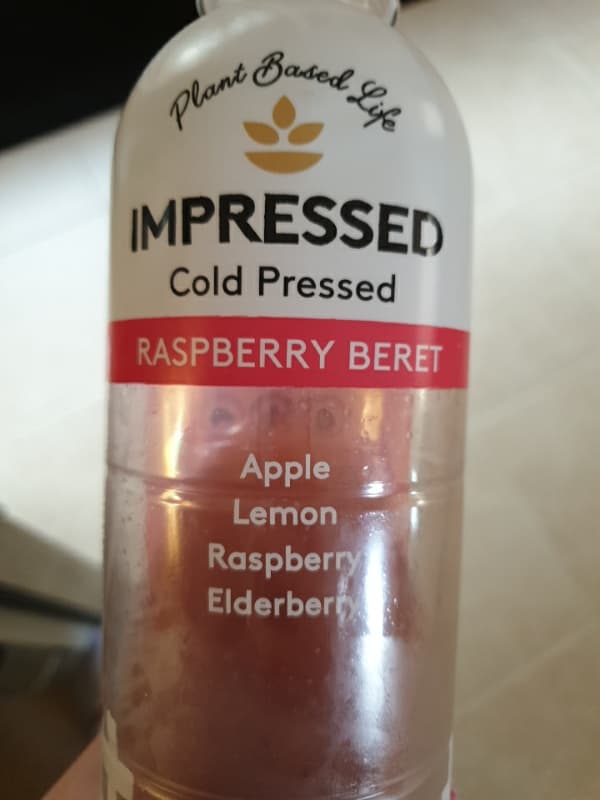 Plant Based Life
IMPRESSED
Cold Pressed
RASPBERRY BERET
Apple
Lemon
Raspberry
Elderberry